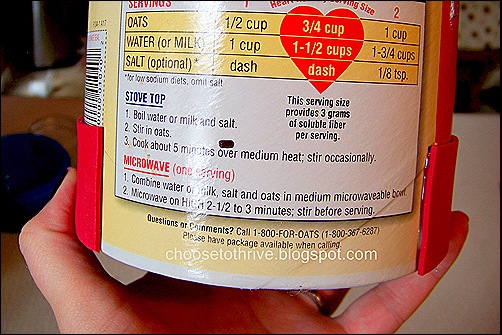 SERVINGS 1 Heart Healthy Serving Size 2
OATS 1/2 cup 3/4 cup 1 cup
WATER (or MILK) 1 cup 1-1/2 cups 1-3/4 cups
SALT (optional)* dash dash 1/8 tsp.
*for low sodium diets, omit salt
This serving size
provides 3 grams
of soluble fiber
per serving.
STOVE TOP
1. Boil water or milk and salt.
2. Stir in oats.
3. Cook about 5 minutes over medium heat; stir occasionally.
MICROWAVE (one serving)
1. Combine water or milk, salt and oats in medium microwaveable bowl.
2. Microwave on HIGH 2-1/2 to 3 minutes; stir before serving.
Questions or Comments? Call 1-800-FOR-OATS (1-800-367-6287)
Please have package available when calling.
choosetothrive.blogspot.com